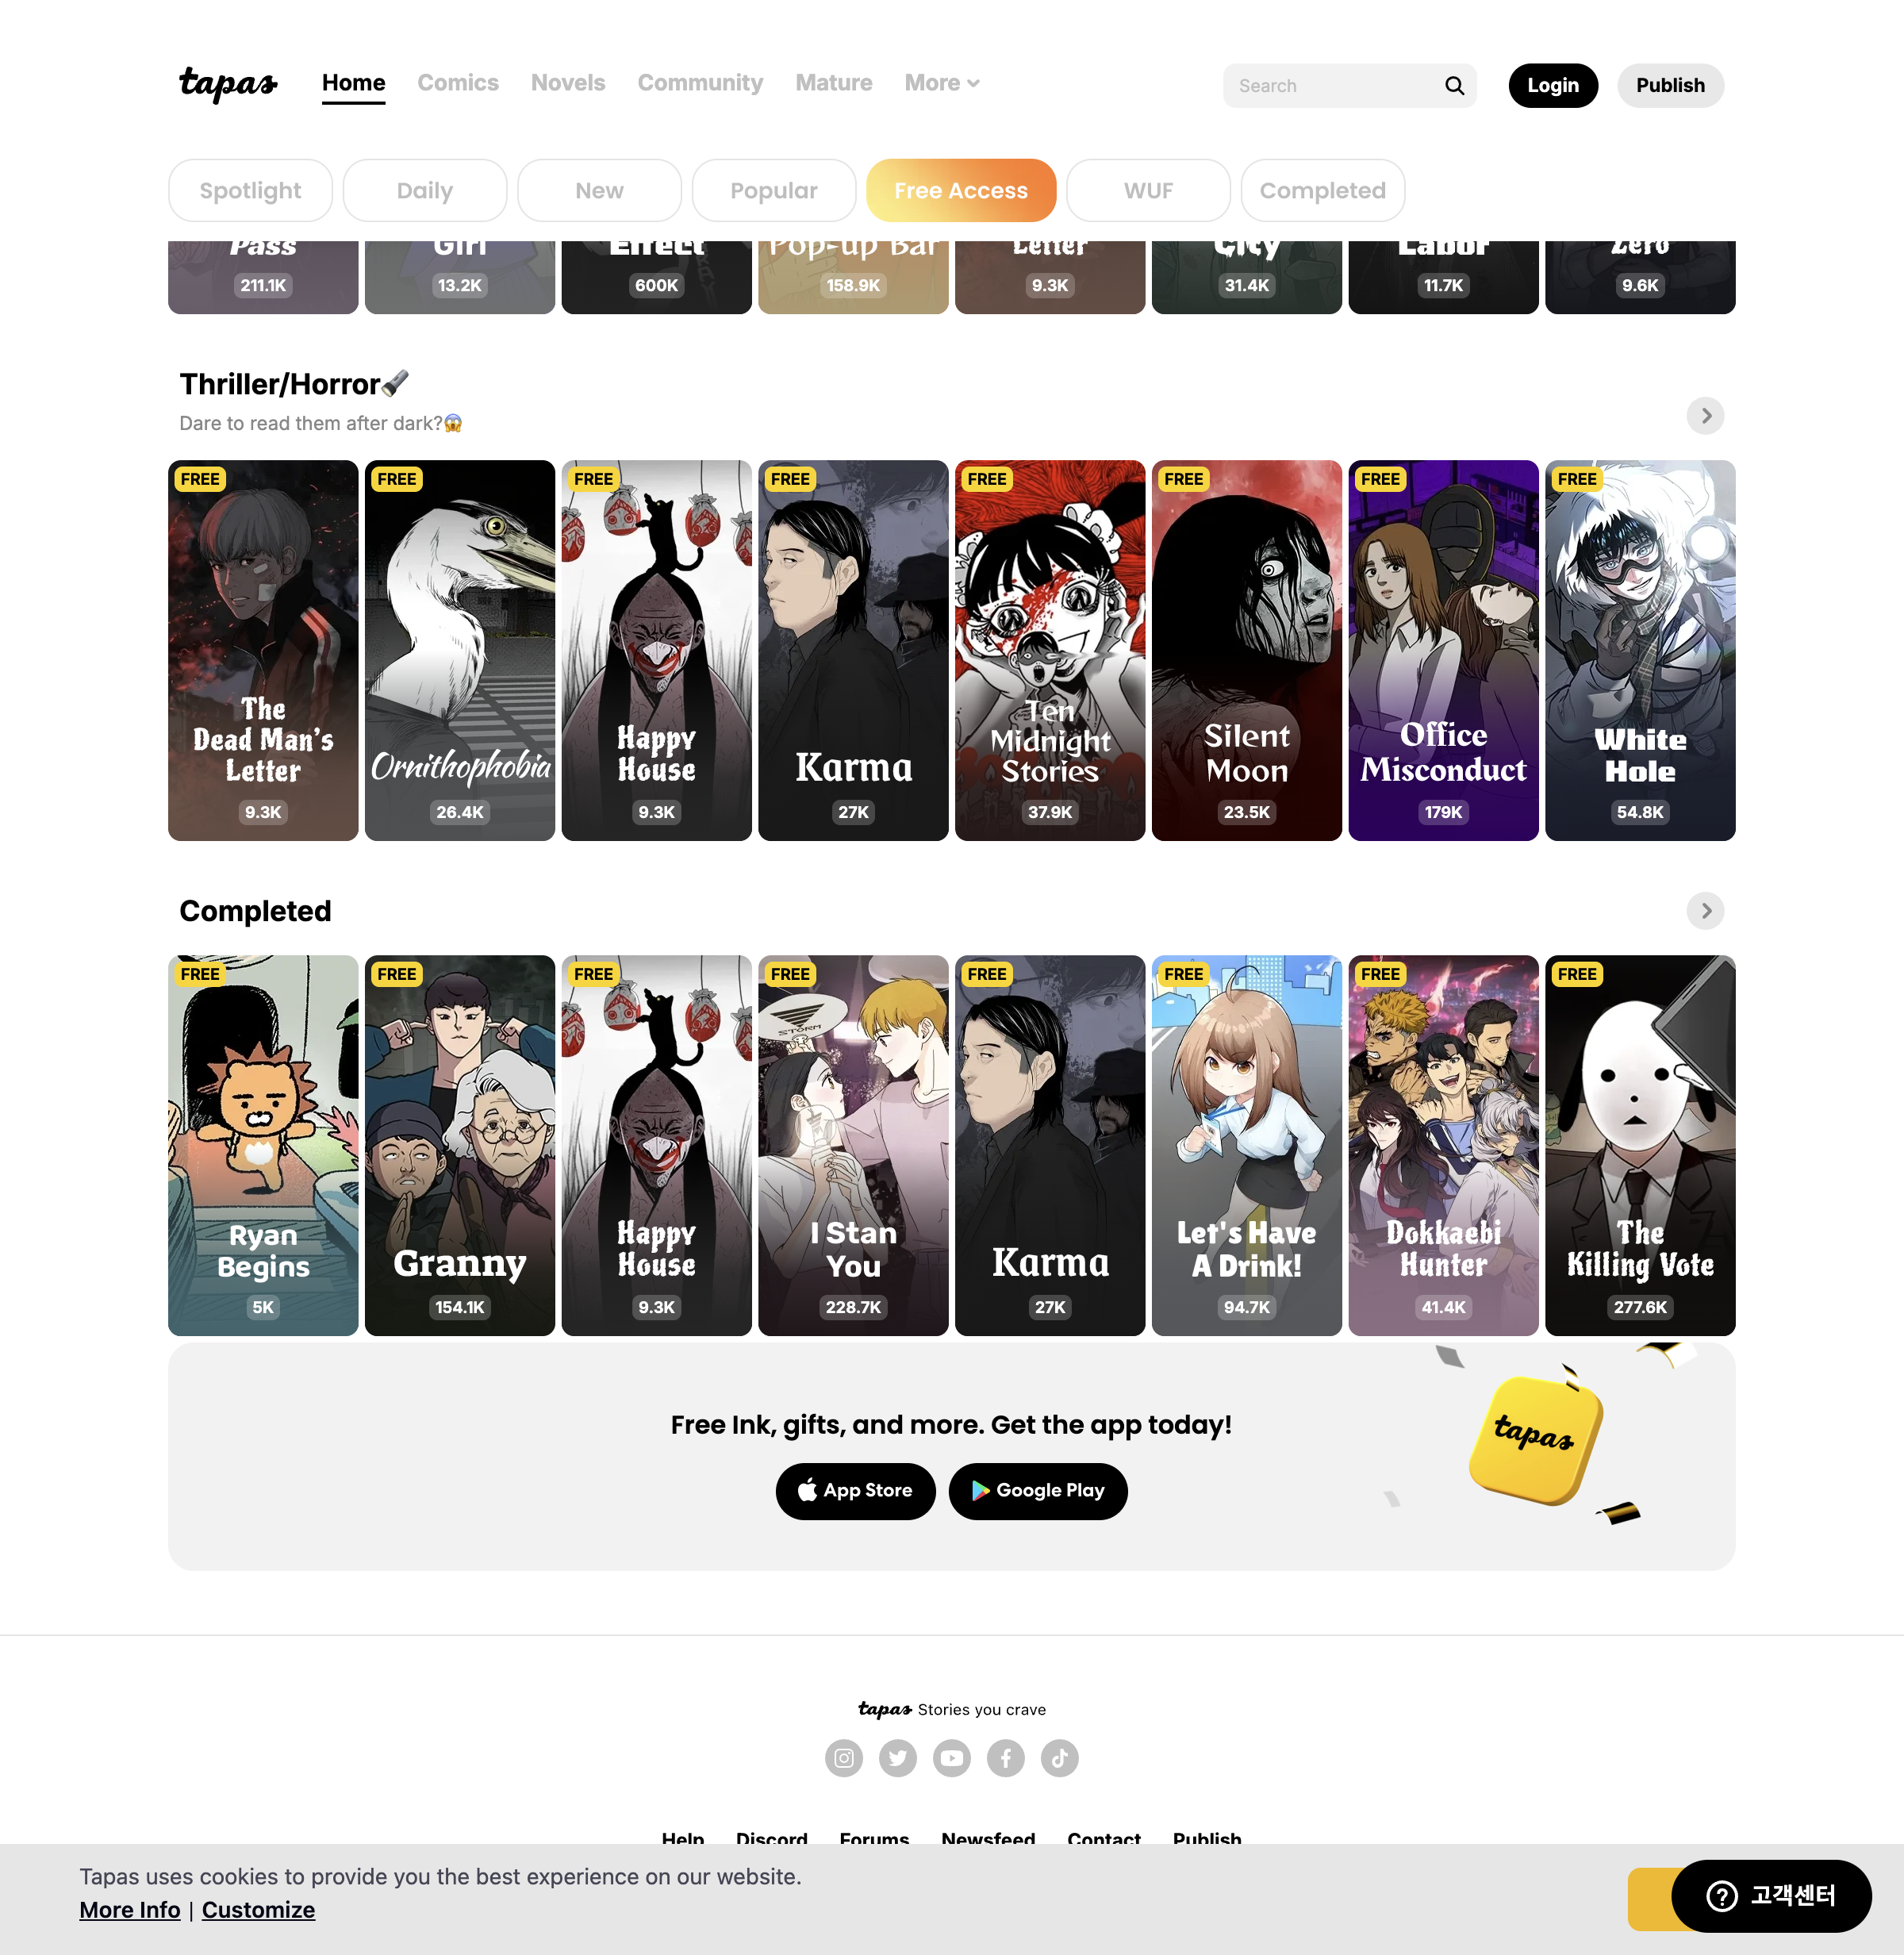 tapas Home Comics Novels Community Mature More Search Login Publish
Spotlight Daily New Popular Free Access WUF Completed
Pass Girl Effect Pop-up Bar Letter City Labor Zero
211.1K 13.2K 600K 158.9K 9.3K 31.4K 11.7K 9.6K
Thriller/Horror🔦
Dare to read them after dark?😱
FREE FREE FREE FREE FREE FREE FREE FREE
The
Dead Man's
Letter
9.3K
Ornithophobia
26.4K
Happy
House
9.3K
Karma
27K
Ten
Midnight
Stories
37.9K
Silent
Moon
23.5K
Office
Misconduct
179K
White
Hole
54.8K
Completed
FREE FREE FREE FREE FREE FREE FREE FREE
Ryan
Begins
5K
Granny
154.1K
Happy
House
9.3K
STORM
I Stan
You
228.7K
Karma
27K
Let's Have
A Drink!
94.7K
Dokkaebi
Hunter
41.4K
The
Killing Vote
277.6K
Free Ink, gifts, and more. Get the app today!
App Store Google Play
tapas
tapas Stories you crave
Help Discord Forums Newsfeed Contact Publish
Tapas uses cookies to provide you the best experience on our website.
More Info | Customize
고객센터